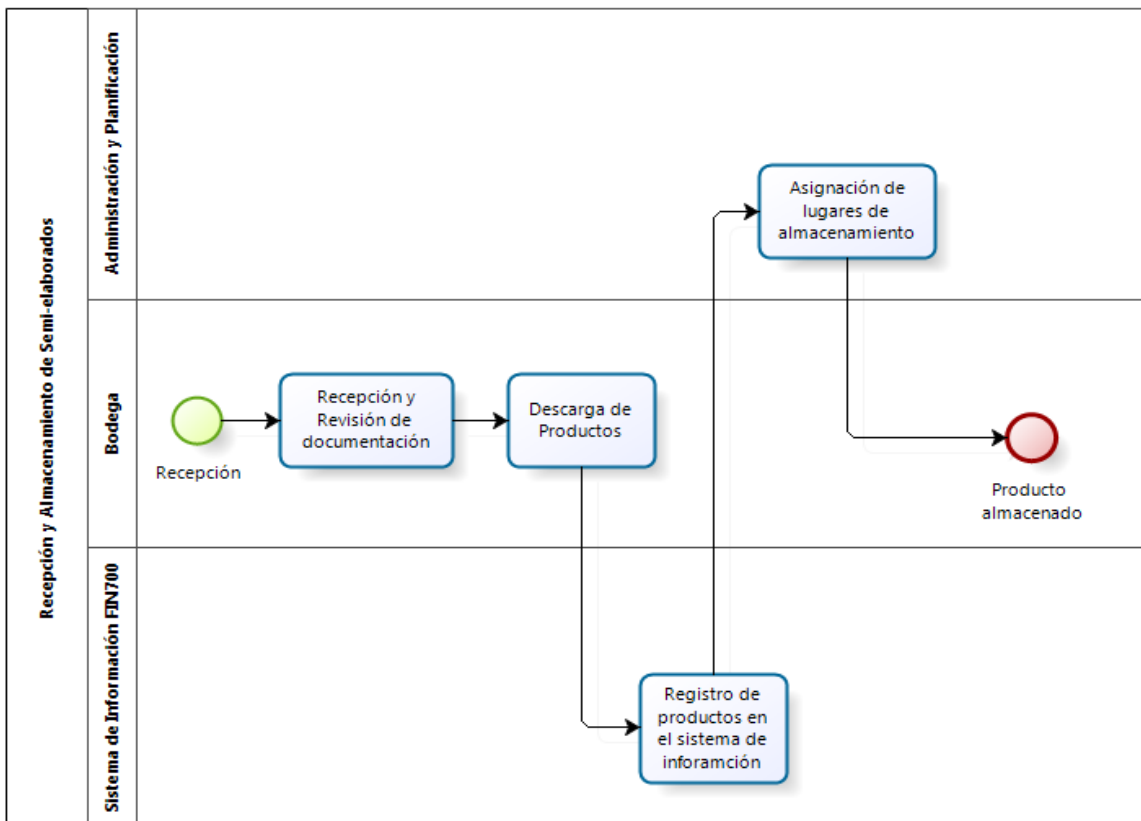 Recepción y Almacenamiento de Semi-elaborados
Administración y Planificación
Asignación de
lugares de
almacenamiento
Bodega
Recepción
Recepción y
Revisión de
documentación
Descarga de
Productos
Producto
almacenado
Sistema de Información FIN700
Registro de
productos en
el sistema de
inforamción